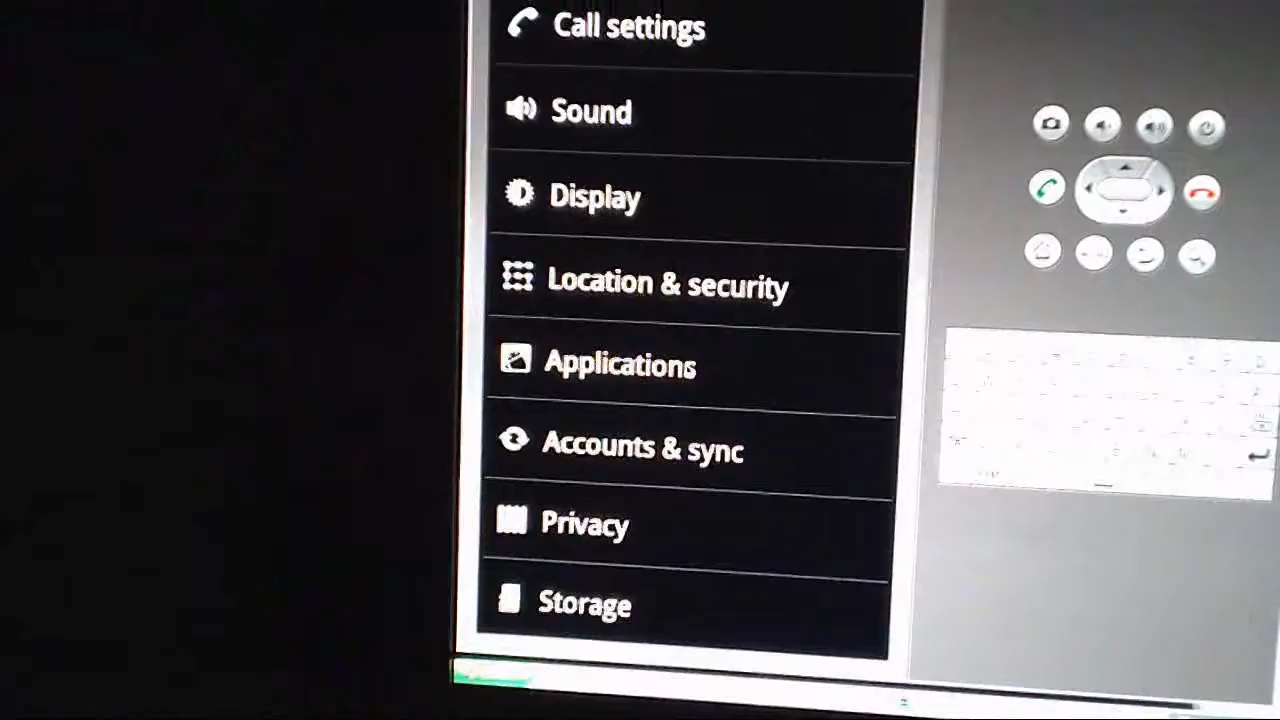 Call settings
Sound
Display
Location & security
Applications
Accounts & sync
Privacy
Storage